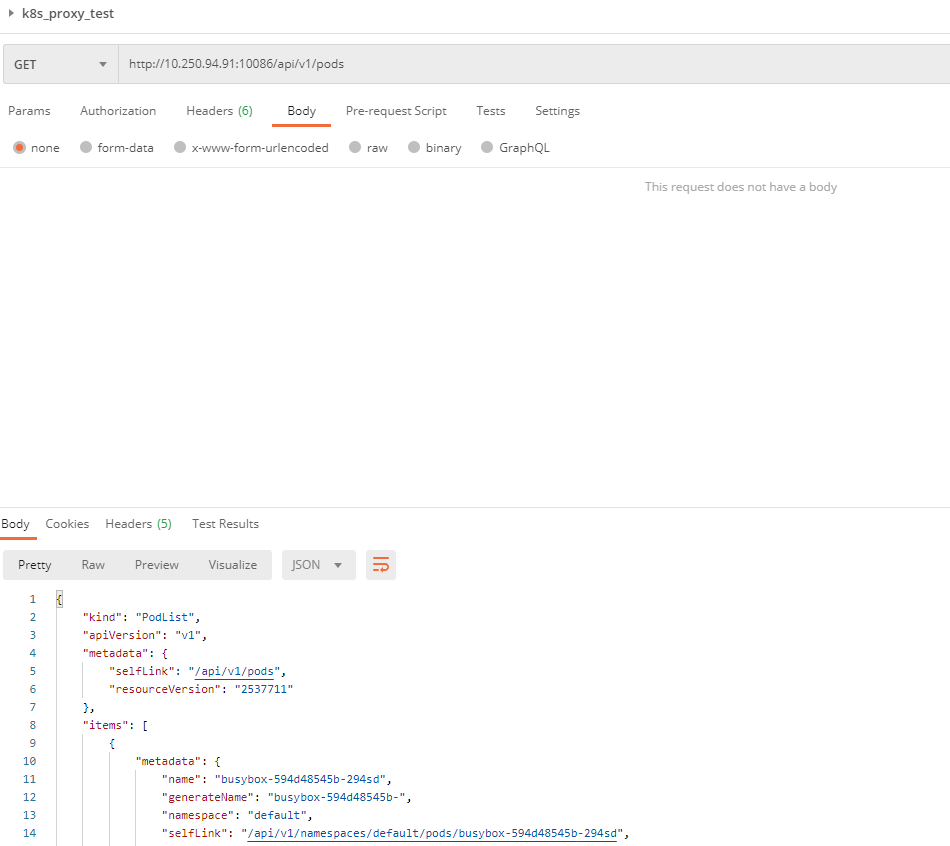 k8s_proxy_test
GET http://10.250.94.91:10086/api/v1/pods
Params Authorization Headers (6) Body Pre-request Script Tests Settings
none form-data x-www-form-urlencoded raw binary GraphQL
This request does not have a body
Body Cookies Headers (5) Test Results
Pretty Raw Preview Visualize JSON
1 {
2 "kind": "PodList",
3 "apiVersion": "v1",
4 "metadata": {
5 "selfLink": "/api/v1/pods",
6 "resourceVersion": "2537711"
7 },
8 "items": [
9 {
10 "metadata": {
11 "name": "busybox-594d48545b-294sd",
12 "generateName": "busybox-594d48545b-",
13 "namespace": "default",
14 "selfLink": "/api/v1/namespaces/default/pods/busybox-594d48545b-294sd",